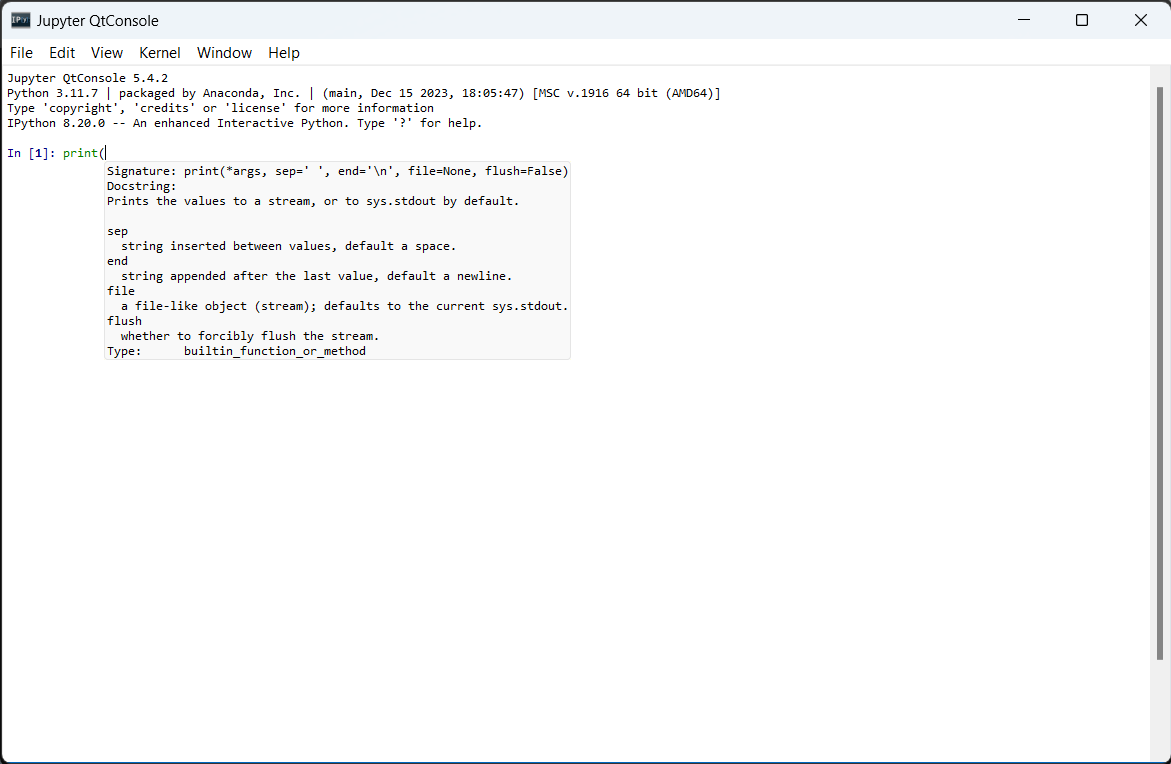 IP[y]: Jupyter QtConsole
File Edit View Kernel Window Help
Jupyter QtConsole 5.4.2
Python 3.11.7 | packaged by Anaconda, Inc. | (main, Dec 15 2023, 18:05:47) [MSC v.1916 64 bit (AMD64)]
Type 'copyright', 'credits' or 'license' for more information
IPython 8.20.0 -- An enhanced Interactive Python. Type '?' for help.
In [1]: print(
Signature: print(*args, sep=' ', end='\n', file=None, flush=False)
Docstring:
Prints the values to a stream, or to sys.stdout by default.
sep
string inserted between values, default a space.
end
string appended after the last value, default a newline.
file
a file-like object (stream); defaults to the current sys.stdout.
flush
whether to forcibly flush the stream.
Type:      builtin_function_or_method